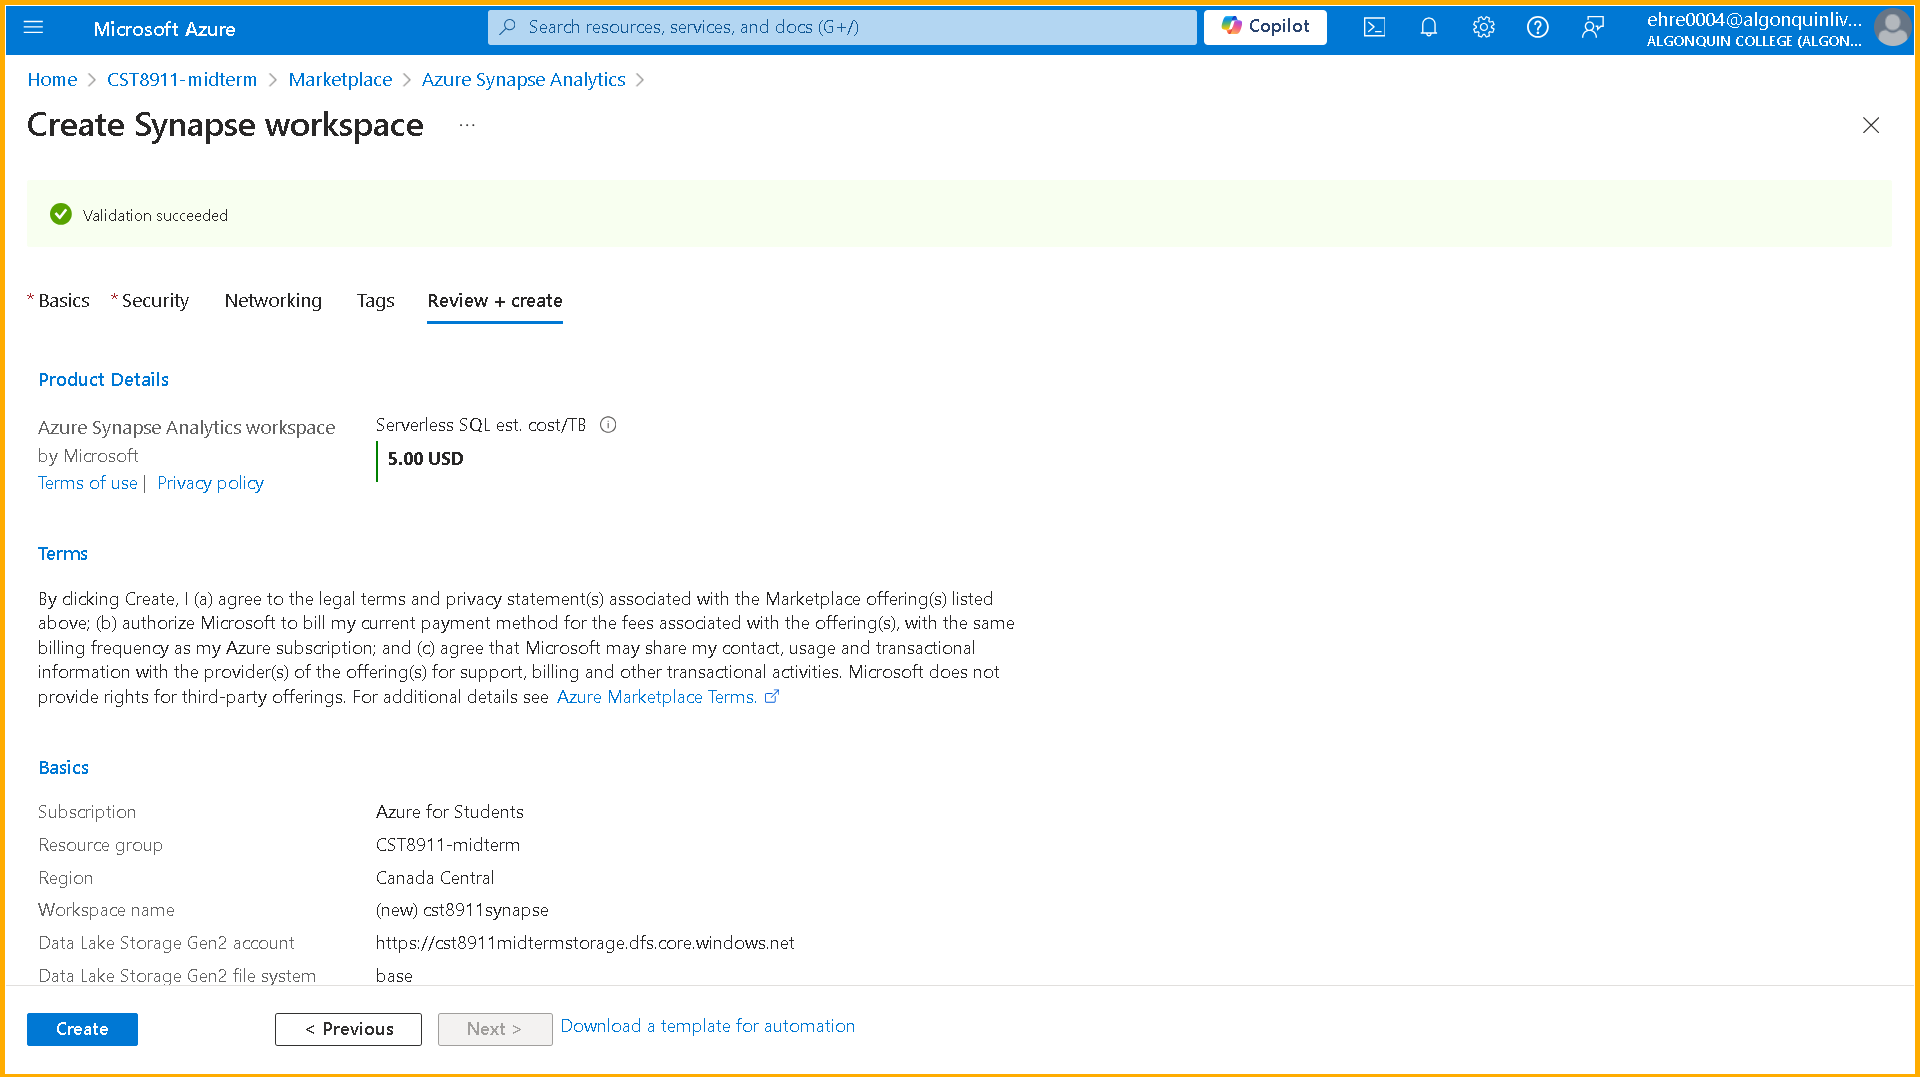 Microsoft Azure
Search resources, services, and docs (G+/)
Copilot
ehre0004@algonquinliv...
ALGONQUIN COLLEGE (ALGON...
Home > CST8911-midterm > Marketplace > Azure Synapse Analytics >
Create Synapse workspace ...
Validation succeeded
* Basics * Security Networking Tags Review + create
Product Details
Azure Synapse Analytics workspace
by Microsoft
Terms of use | Privacy policy
Serverless SQL est. cost/TB
5.00 USD
Terms
By clicking Create, I (a) agree to the legal terms and privacy statement(s) associated with the Marketplace offering(s) listed
above; (b) authorize Microsoft to bill my current payment method for the fees associated with the offering(s), with the same
billing frequency as my Azure subscription; and (c) agree that Microsoft may share my contact, usage and transactional
information with the provider(s) of the offering(s) for support, billing and other transactional activities. Microsoft does not
provide rights for third-party offerings. For additional details see Azure Marketplace Terms.
Basics
Subscription Azure for Students
Resource group CST8911-midterm
Region Canada Central
Workspace name (new) cst8911synapse
Data Lake Storage Gen2 account https://cst8911midtermstorage.dfs.core.windows.net
Data Lake Storage Gen2 file system base
Create < Previous Next > Download a template for automation